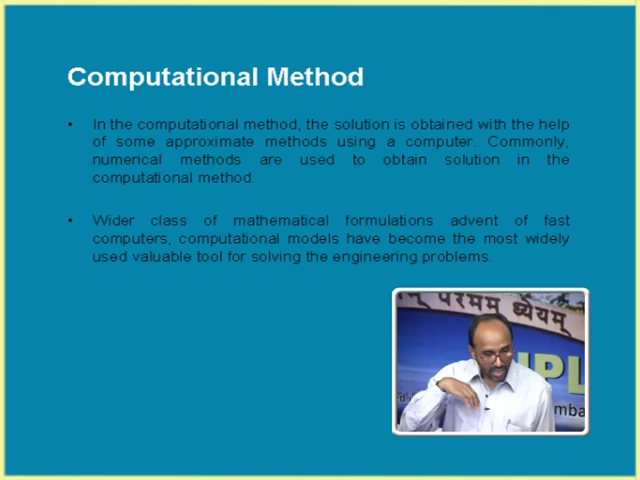 Computational Method
• In the computational method, the solution is obtained with the help
of some approximate methods using a computer. Commonly,
numerical methods are used to obtain solution in the
computational method.
• Wider class of mathematical formulations advent of fast
computers, computational models have become the most widely
used valuable tool for solving the engineering problems.
परमम् ध्येयम्